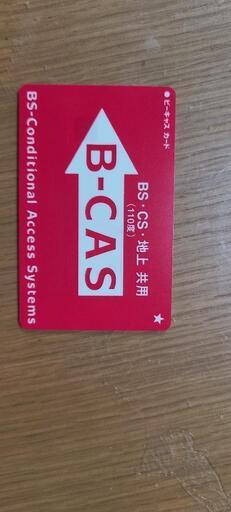 ● ビーキャス カード
BS・CS・地上 共用
(110度)
B-CAS
★
BS-Conditional Access Systems